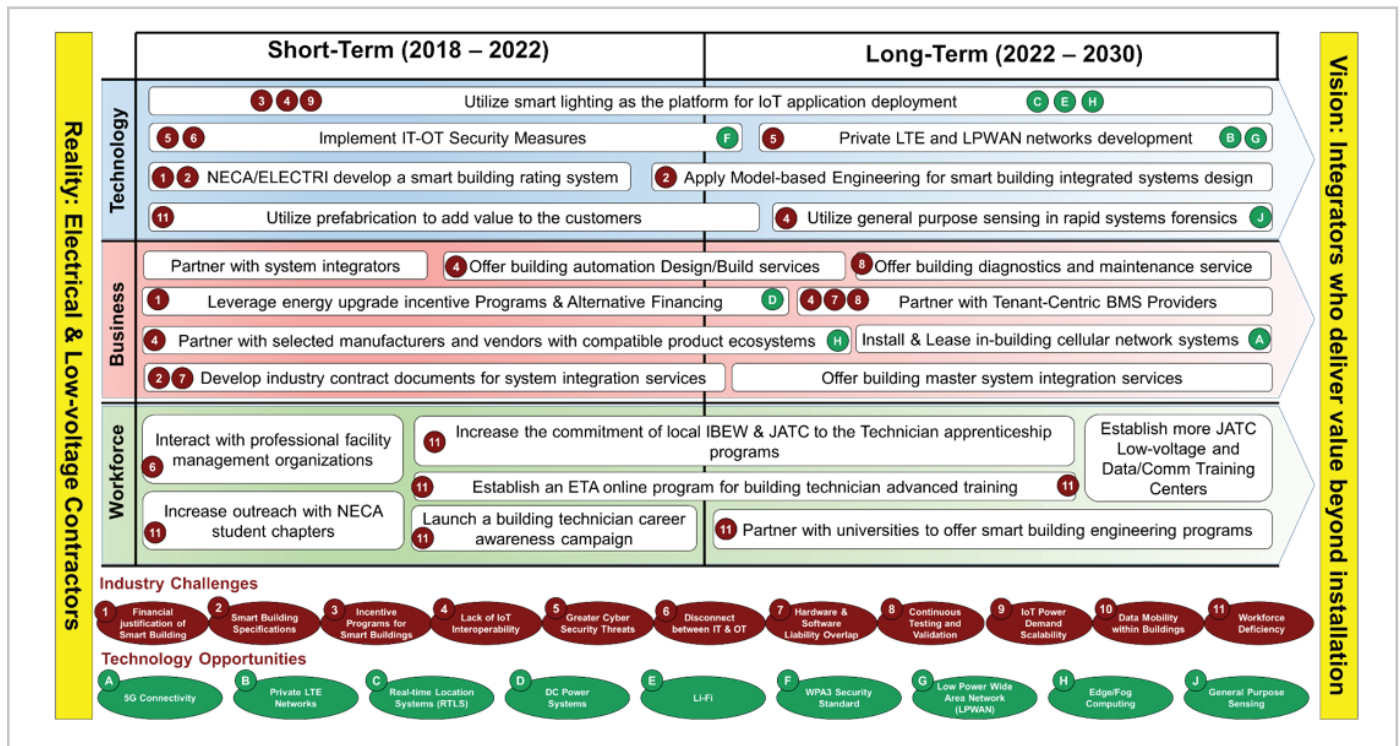 Short-Term (2018 – 2022)
Long-Term (2022 – 2030)
Reality: Electrical & Low-voltage Contractors
Vision: Integrators who deliver value beyond installation
Technology
3 4 9 Utilize smart lighting as the platform for IoT application deployment C E H
5 6 Implement IT-OT Security Measures F
5 Private LTE and LPWAN networks development B G
1 2 NECA/ELECTRI develop a smart building rating system
2 Apply Model-based Engineering for smart building integrated systems design
11 Utilize prefabrication to add value to the customers
4 Utilize general purpose sensing in rapid systems forensics J
Business
Partner with system integrators
4 Offer building automation Design/Build services
8 Offer building diagnostics and maintenance service
1 Leverage energy upgrade incentive Programs & Alternative Financing D
4 7 8 Partner with Tenant-Centric BMS Providers
4 Partner with selected manufacturers and vendors with compatible product ecosystems H
Install & Lease in-building cellular network systems A
2 7 Develop industry contract documents for system integration services
Offer building master system integration services
Workforce
Interact with professional facility
management organizations
6
11 Increase the commitment of local IBEW & JATC to the Technician apprenticeship
programs
Establish more JATC
Low-voltage and
Data/Comm Training
Centers
11 Establish an ETA online program for building technician advanced training 11
Increase outreach with NECA
11 student chapters
Launch a building technician career
11 awareness campaign
11 Partner with universities to offer smart building engineering programs
Industry Challenges
1
Financial
justification of
Smart Building
2
Smart Building
Specifications
3
Incentive
Programs for
Smart Buildings
4
Lack of IoT
Interoperability
5
Greater Cyber
Security Threats
6
Disconnect
between IT & OT
7
Hardware &
Software
Liability Overlap
8
Continuous
Testing and
Validation
9
IoT Power
Demand
Scalability
10
Data Mobility
within Buildings
11
Workforce
Deficiency
Technology Opportunities
A
5G Connectivity
B
Private LTE
Networks
C
Real-time Location
Systems (RTLS)
D
DC Power
Systems
E
Li-Fi
F
WPA3 Security
Standard
G
Low Power Wide
Area Network
(LPWAN)
H
Edge/Fog
Computing
J
General Purpose
Sensing